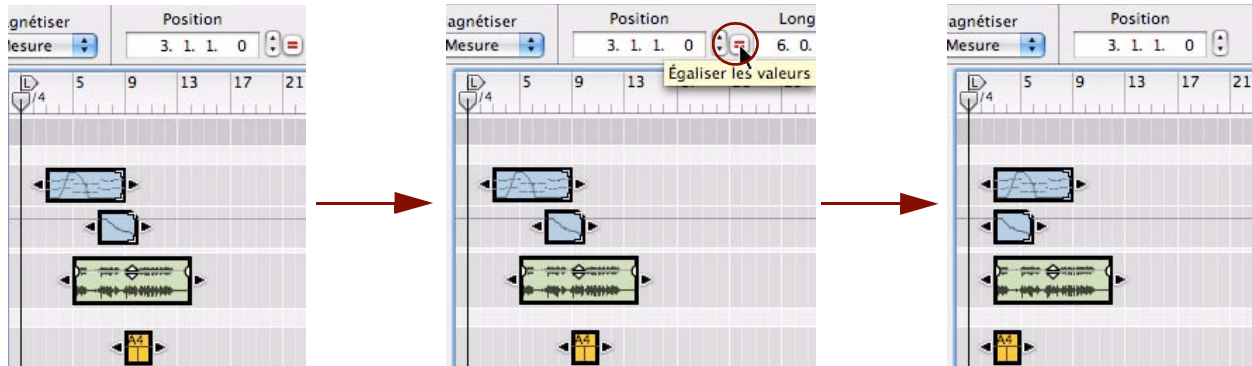 agnétiser Position
Mesure 3. 1. 1. 0 =
/4 5 9 13 17 21
A4
agnétiser Position Long
Mesure 3. 1. 1. 0 = 6. 0.
Égaliser les valeurs
/4 5 9 13
A4
agnétiser Position
Mesure 3. 1. 1. 0
/4 5 9 13 17 21
A4